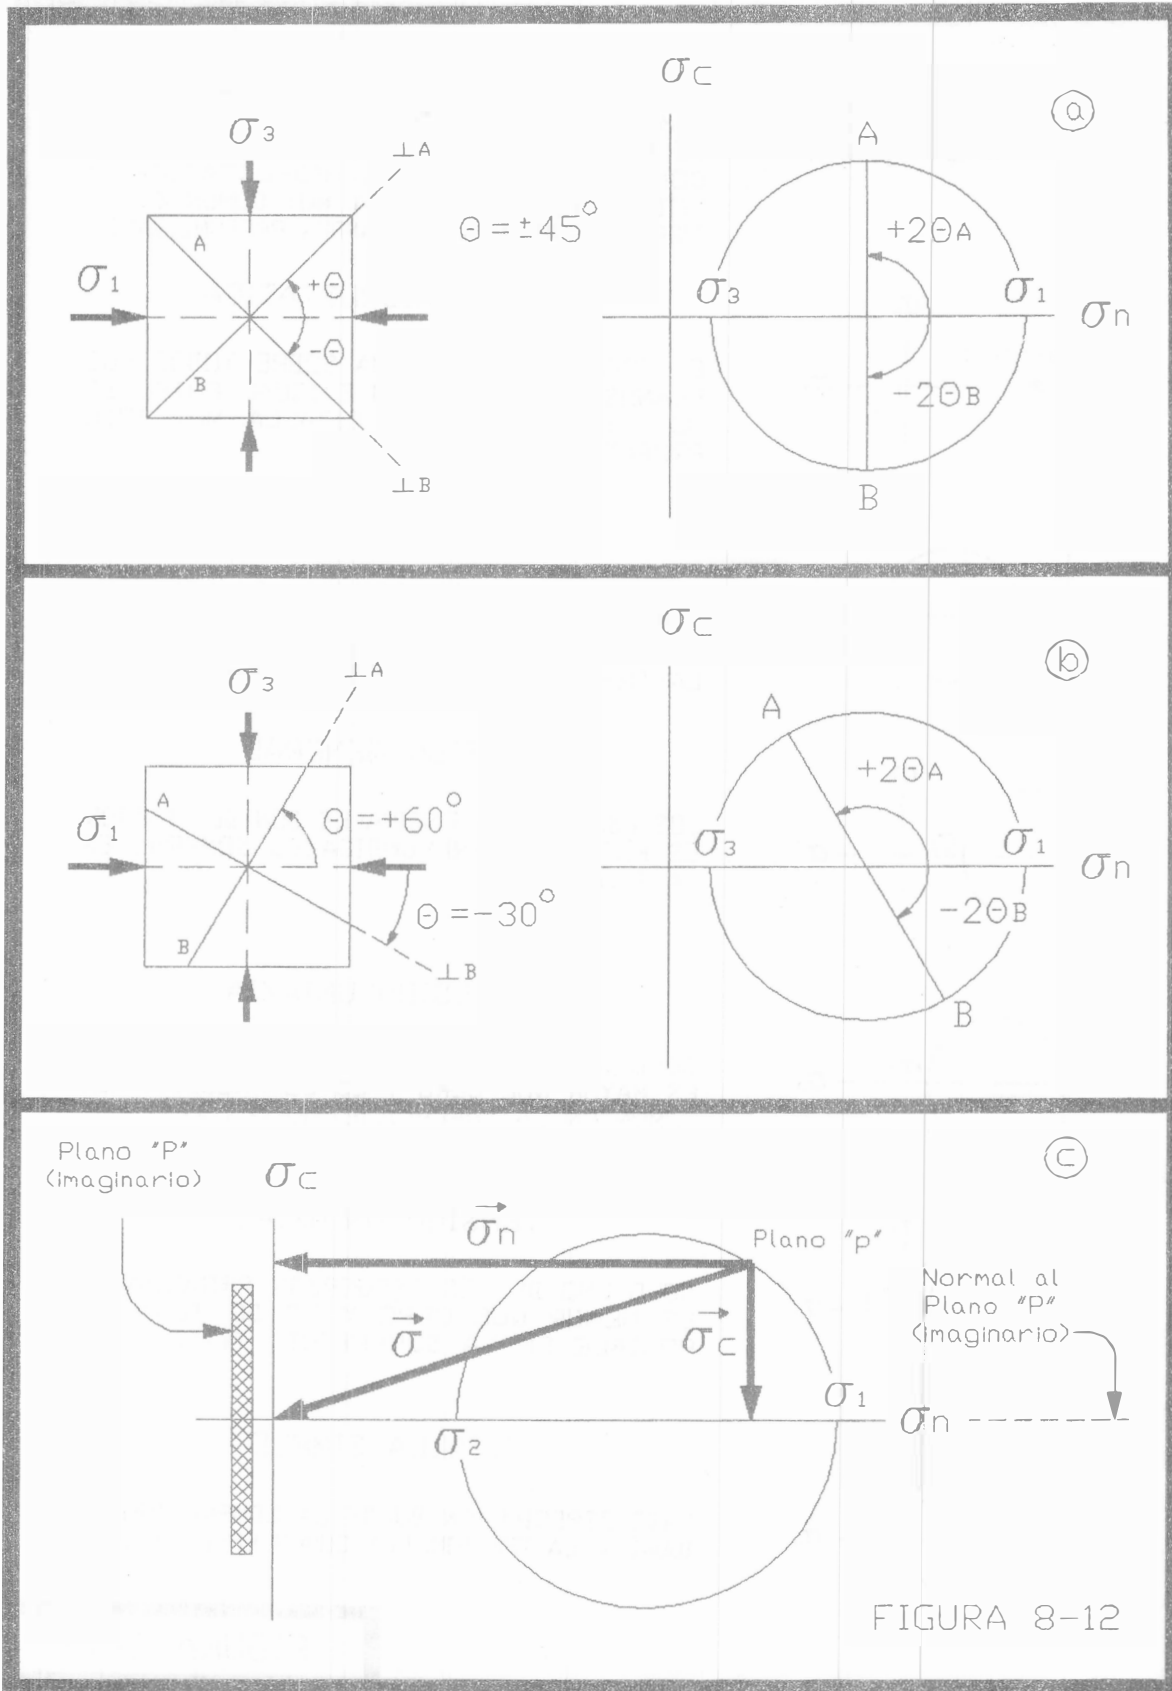 σc
ⓐ
σ3
⊥A
A
A
θ = ±45°
+2θA
σ1
+θ
σ3
σ1
σn
-θ
B
-2θB
⊥B
B
σc
ⓑ
⊥A
σ3
A
+2θA
A
θ = +60°
σ1
σ3
σ1
σn
θ = -30°
-2θB
B
⊥B
B
Plano "P"
(imaginario)
σc
ⓒ
σn
Plano "p"
Normal al
Plano "P"
(imaginario)
σ
σc
σ1
σn
σ2
FIGURA 8-12